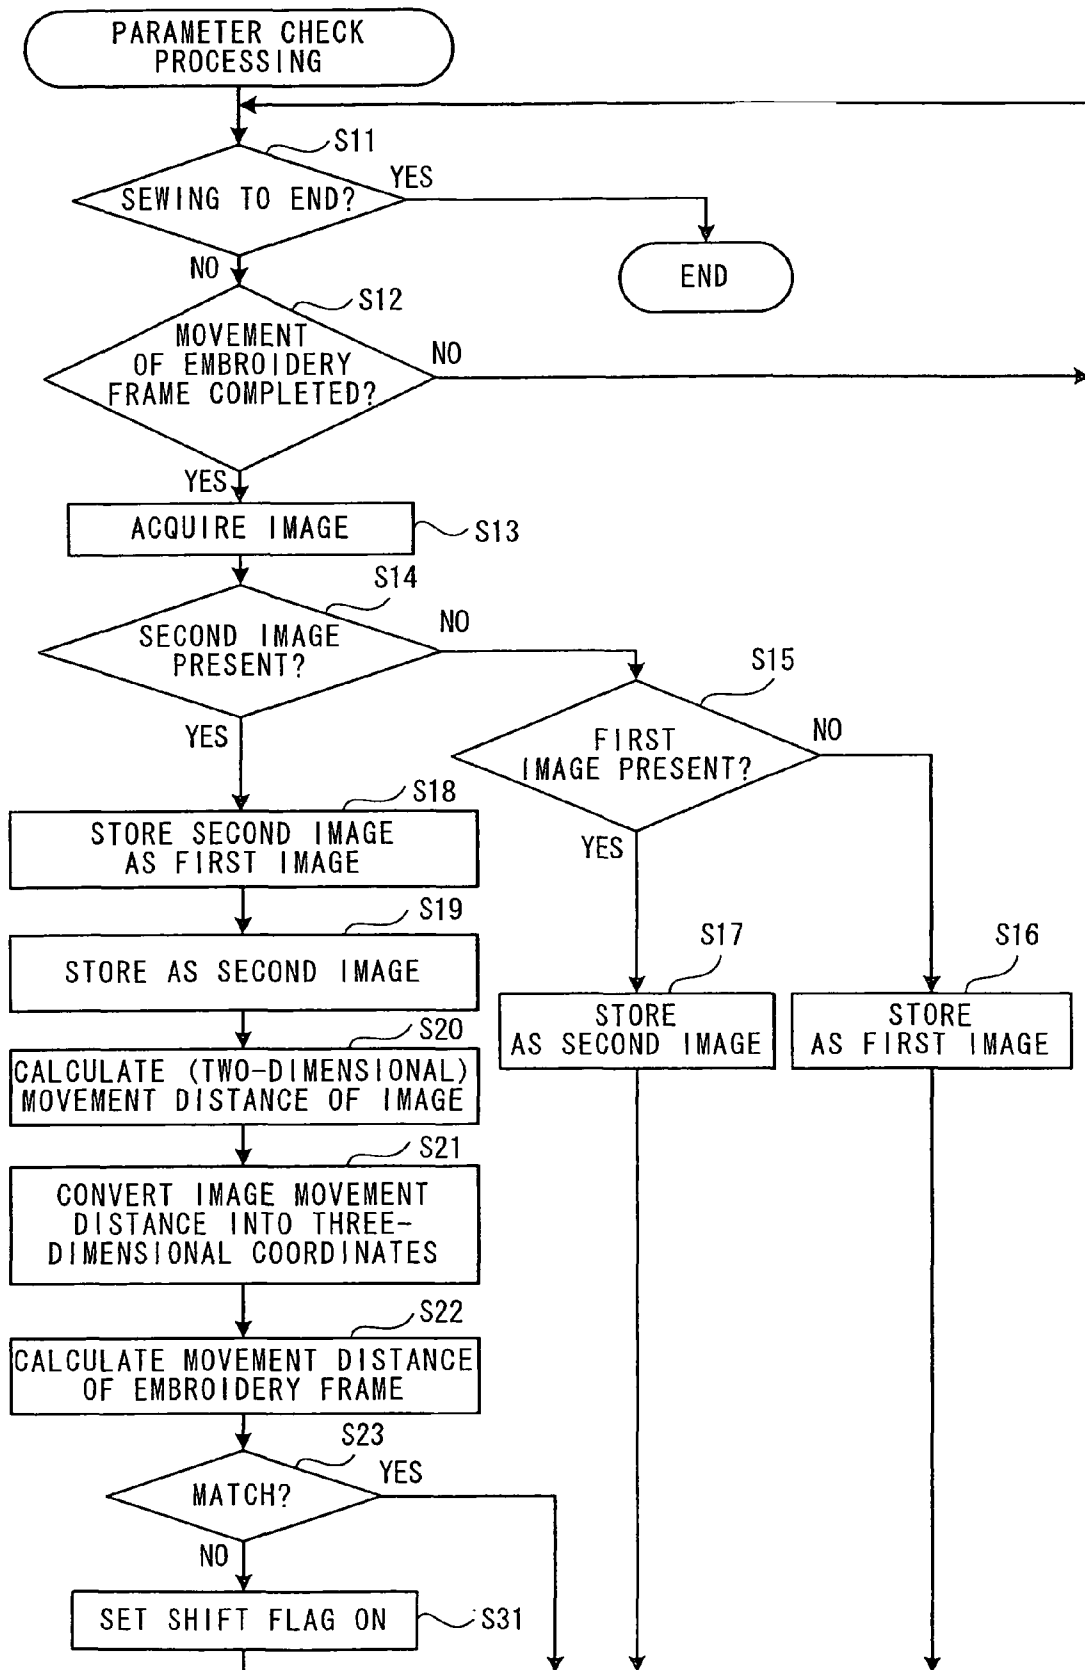 PARAMETER CHECK
PROCESSING
S11
SEWING TO END?
YES
NO
END
S12
MOVEMENT
OF EMBROIDERY
FRAME COMPLETED?
NO
YES
ACQUIRE IMAGE
S13
S14
SECOND IMAGE
PRESENT?
NO
YES
S15
FIRST
IMAGE PRESENT?
NO
YES
S18
STORE SECOND IMAGE
AS FIRST IMAGE
S19
STORE AS SECOND IMAGE
S17
STORE
AS SECOND IMAGE
S16
STORE
AS FIRST IMAGE
S20
CALCULATE (TWO-DIMENSIONAL)
MOVEMENT DISTANCE OF IMAGE
S21
CONVERT IMAGE MOVEMENT
DISTANCE INTO THREE-
DIMENSIONAL COORDINATES
S22
CALCULATE MOVEMENT DISTANCE
OF EMBROIDERY FRAME
S23
MATCH?
YES
NO
SET SHIFT FLAG ON
S31